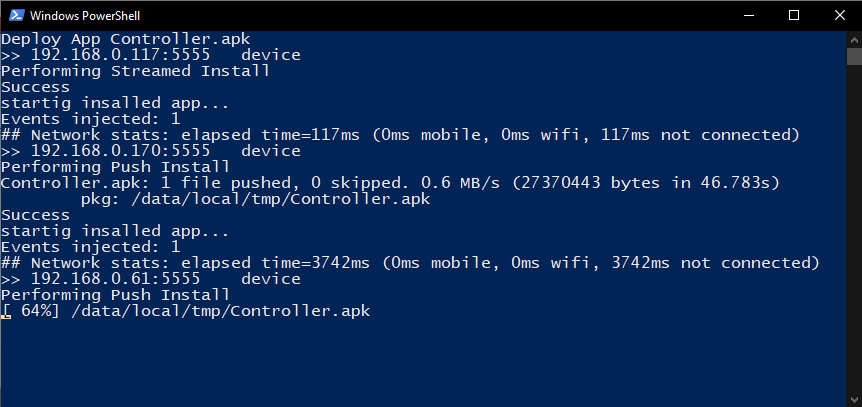 Windows PowerShell
Deploy App Controller.apk
>> 192.168.0.117:5555   device
Performing Streamed Install
Success
startig insalled app...
Events injected: 1
## Network stats: elapsed time=117ms (0ms mobile, 0ms wifi, 117ms not connected)
>> 192.168.0.170:5555   device
Performing Push Install
Controller.apk: 1 file pushed, 0 skipped. 0.6 MB/s (27370443 bytes in 46.783s)
        pkg: /data/local/tmp/Controller.apk
Success
startig insalled app...
Events injected: 1
## Network stats: elapsed time=3742ms (0ms mobile, 0ms wifi, 3742ms not connected)
>> 192.168.0.61:5555    device
Performing Push Install
[ 64%] /data/local/tmp/Controller.apk